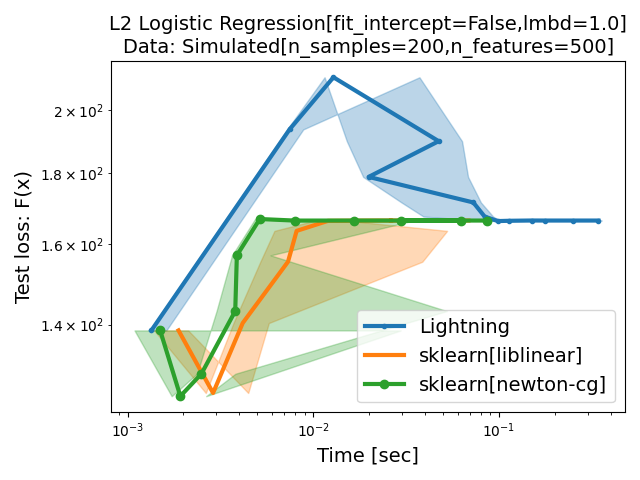 L2 Logistic Regression[fit_intercept=False,lmbd=1.0]
Data: Simulated[n_samples=200,n_features=500]
Test loss: F(x)
2 × 10²
1.8 × 10²
1.6 × 10²
1.4 × 10²
Lightning
sklearn[liblinear]
sklearn[newton-cg]
10⁻³ 10⁻² 10⁻¹
Time [sec]